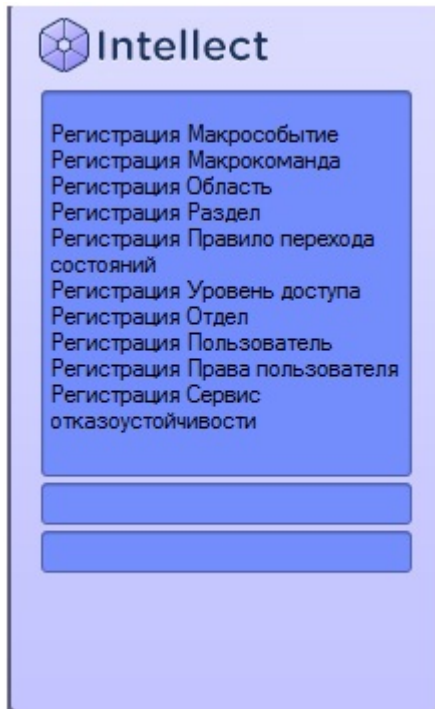 Intellect
Регистрация Макрособытие
Регистрация Макрокоманда
Регистрация Область
Регистрация Раздел
Регистрация Правило перехода
состояний
Регистрация Уровень доступа
Регистрация Отдел
Регистрация Пользователь
Регистрация Права пользователя
Регистрация Сервис
отказоустойчивости